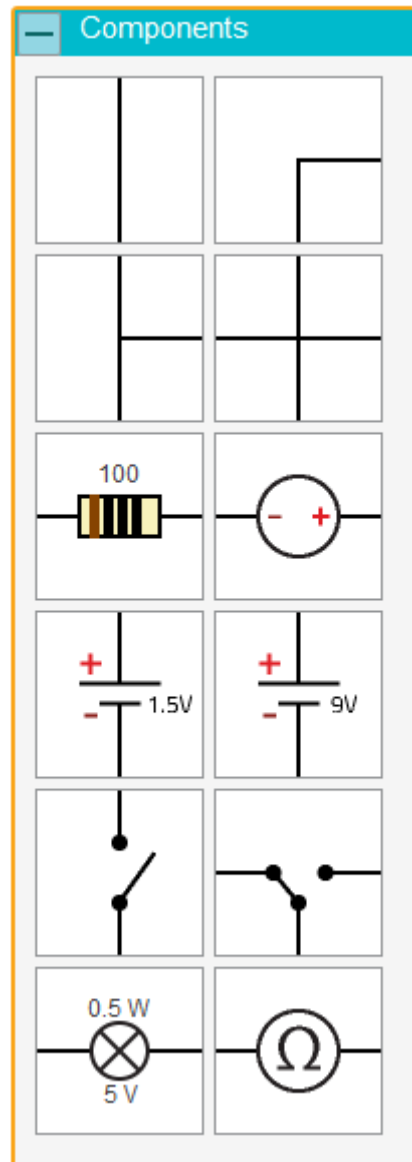 Components
100
- +
+ +
- 1.5V - 9V
0.5 W
5 V
Ω